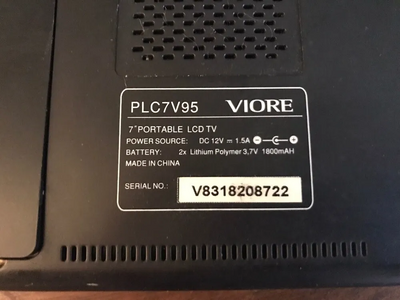 PLC7V95 VIORE
7" PORTABLE LCD TV
POWER SOURCE: DC 12V ⎓ 1.5A
BATTERY: 2x Lithium Polymer 3,7V 1800mAH
MADE IN CHINA
SERIAL NO.: V8318208722